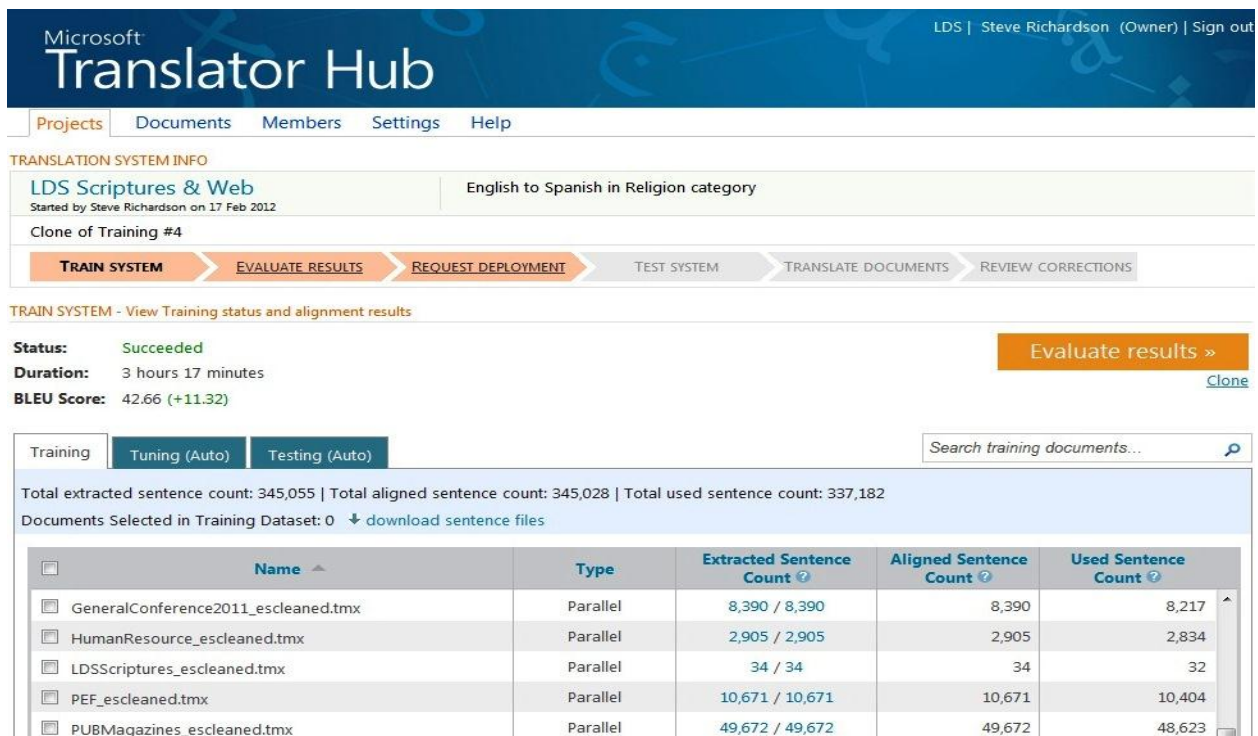 LDS | Steve Richardson (Owner) | Sign out
Microsoft
Translator Hub
Projects Documents Members Settings Help
TRANSLATION SYSTEM INFO
LDS Scriptures & Web English to Spanish in Religion category
Started by Steve Richardson on 17 Feb 2012
Clone of Training #4
TRAIN SYSTEM EVALUATE RESULTS REQUEST DEPLOYMENT TEST SYSTEM TRANSLATE DOCUMENTS REVIEW CORRECTIONS
TRAIN SYSTEM - View Training status and alignment results
Status: Succeeded Evaluate results »
Duration: 3 hours 17 minutes Clone
BLEU Score: 42.66 (+11.32)
Training Tuning (Auto) Testing (Auto) Search training documents...
Total extracted sentence count: 345,055 | Total aligned sentence count: 345,028 | Total used sentence count: 337,182
Documents Selected in Training Dataset: 0 download sentence files
Name Type Extracted Sentence Count Aligned Sentence Count Used Sentence Count
GeneralConference2011_escleaned.tmx Parallel 8,390 / 8,390 8,390 8,217
HumanResource_escleaned.tmx Parallel 2,905 / 2,905 2,905 2,834
LDSScriptures_escleaned.tmx Parallel 34 / 34 34 32
PEF_escleaned.tmx Parallel 10,671 / 10,671 10,671 10,404
PUBMagazines_escleaned.tmx Parallel 49,672 / 49,672 49,672 48,623